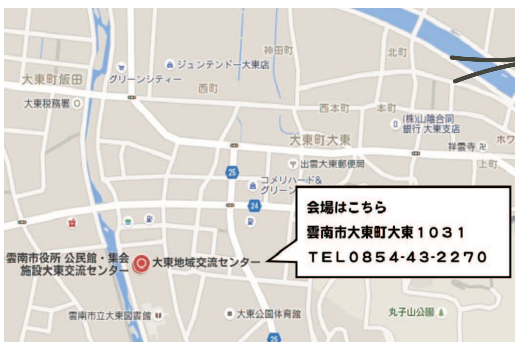 神田町
北町
ジュンテンドー大東店
大東町飯田
グリーンシティー
西町
大東税務署
西本町
本町
(株)山陰合同
銀行 大東支店
大東町大東
祥雲寺
ホワ
出雲大東郵便局
上町
25
コメリハード&
グリーン
24
会場はこちら
雲南市大東町大東1031
TEL0854-43-2270
雲南市役所 公民館・集会
施設大東交流センター
大東地域交流センター
雲南市立大東図書館
大東公園体育館
丸子山公園
25